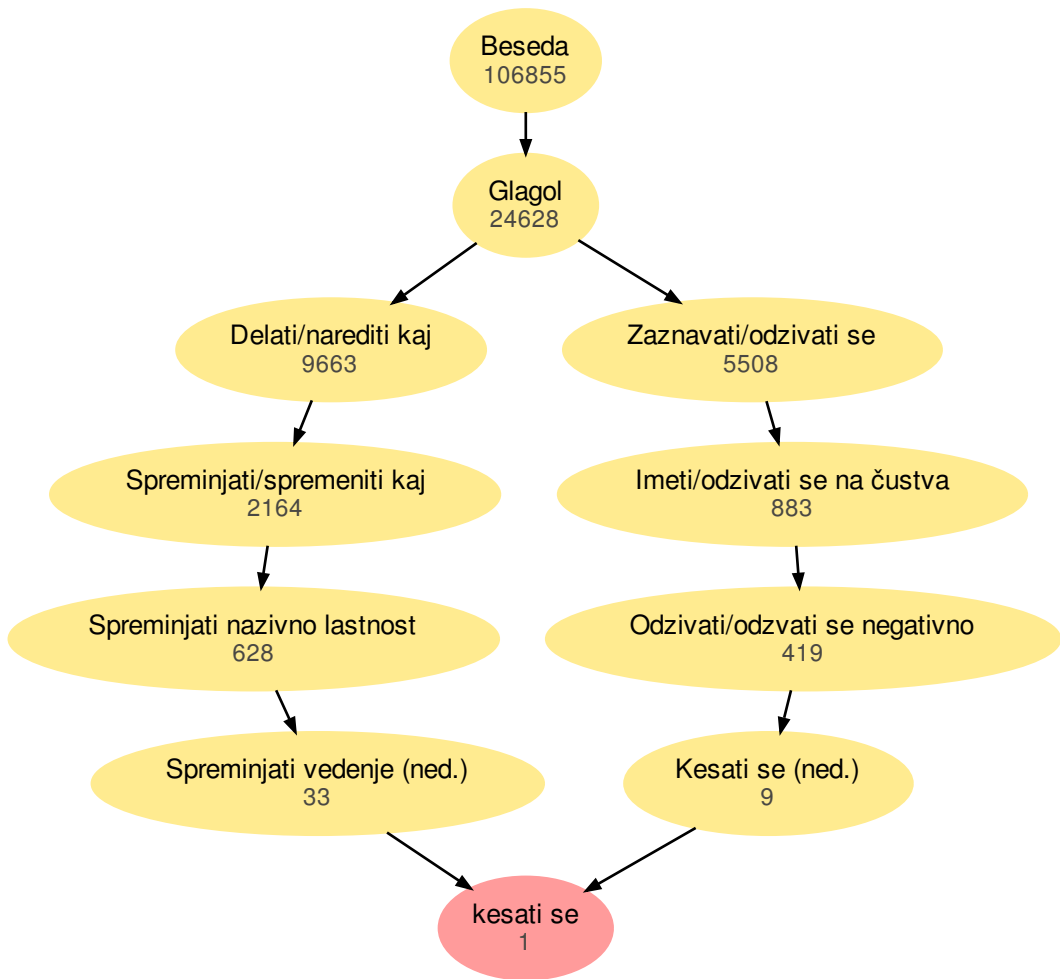 Beseda
106855
Glagol
24628
Delati/narediti kaj
9663
Zaznavati/odzivati se
5508
Spreminjati/spremeniti kaj
2164
Imeti/odzivati se na čustva
883
Spreminjati nazivno lastnost
628
Odzivati/odzvati se negativno
419
Spreminjati vedenje (ned.)
33
Kesati se (ned.)
9
kesati se
1